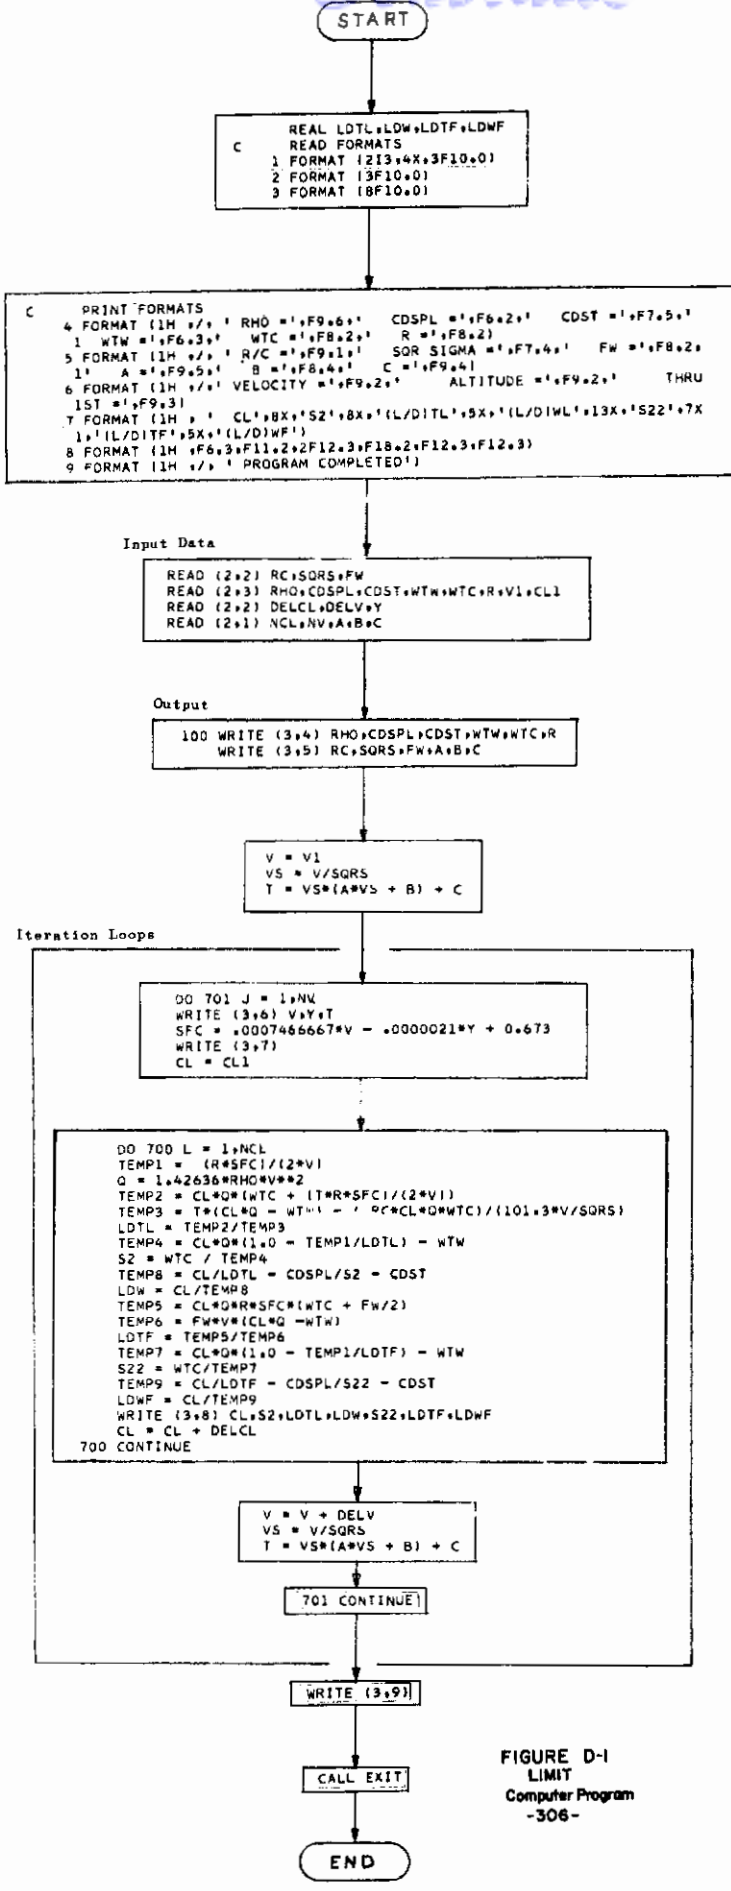 START
REAL LDTL,LDW,LDTF,LDWF
C READ FORMATS
1 FORMAT (2I3,4X,3F10.0)
2 FORMAT (3F10.0)
3 FORMAT (8F10.0)
C PRINT FORMATS
4 FORMAT (1H ,/, ' RHO =',F9.6,' CDSPL =',F6.2,' CDST =',F7.5,'
1 WTW =',F6.3,' WTC =',F8.2,' R =',F8.2)
5 FORMAT (1H ,/,' R/C =',F9.1,' SQR SIGMA =',F7.4,' FW =',F8.2,
1' A =',F9.5,' B =',F8.4,' C =',F9.4)
6 FORMAT (1H ,/,' VELOCITY =',F9.2,' ALTITUDE =',F9.2,' THRU
1ST =',F9.3)
7 FORMAT (1H , ' CL',8X,'S2',8X,'(L/D)TL',5X,'(L/D)WL',13X,'S22',7X
1,'(L/D)TF',5X,'(L/D)WF')
8 FORMAT (1H ,F6.3,F11.2,2F12.3,F18.2,F12.3,F12.3)
9 FORMAT (1H ,/, ' PROGRAM COMPLETED')
Input Data
READ (2,2) RC,SQRS,FW
READ (2,3) RHO,CDSPL,CDST,WTW,WTC,R,V1,CL1
READ (2,2) DELCL,DELV,Y
READ (2,1) NCL,NV,A,B,C
Output
100 WRITE (3,4) RHO,CDSPL,CDST,WTW,WTC,R
WRITE (3,5) RC,SQRS,FW,A,B,C
V = V1
VS = V/SQRS
T = VS*(A*VS + B) + C
Iteration Loops
DO 701 J = 1,NV
WRITE (3,6) V,Y,T
SFC = .0007466667*V - .0000021*Y + 0.673
WRITE (3,7)
CL = CL1
DO 700 L = 1,NCL
TEMP1 = (R*SFC)/(2*V)
Q = 1.42636*RHO*V**2
TEMP2 = CL*Q*(WTC + (T*R*SFC)/(2*V))
TEMP3 = T*(CL*Q - WTW) - ( RC*CL*Q*WTC)/(101.3*V/SQRS)
LDTL = TEMP2/TEMP3
TEMP4 = CL*Q*(1.0 - TEMP1/LDTL) - WTW
S2 = WTC / TEMP4
TEMP8 = CL/LDTL - CDSPL/S2 - CDST
LDW = CL/TEMP8
TEMP5 = CL*Q*R*SFC*(WTC + FW/2)
TEMP6 = FW*V*(CL*Q -WTW)
LDTF = TEMP5/TEMP6
TEMP7 = CL*Q*(1.0 - TEMP1/LDTF) - WTW
S22 = WTC/TEMP7
TEMP9 = CL/LDTF - CDSPL/S22 - CDST
LDWF = CL/TEMP9
WRITE (3,8) CL,S2,LDTL,LDW,S22,LDTF,LDWF
CL = CL + DELCL
700 CONTINUE
V = V + DELV
VS = V/SQRS
T = VS*(A*VS + B) + C
701 CONTINUE
WRITE (3,9)
CALL EXIT
END
FIGURE D-1
LIMIT
Computer Program
-306-